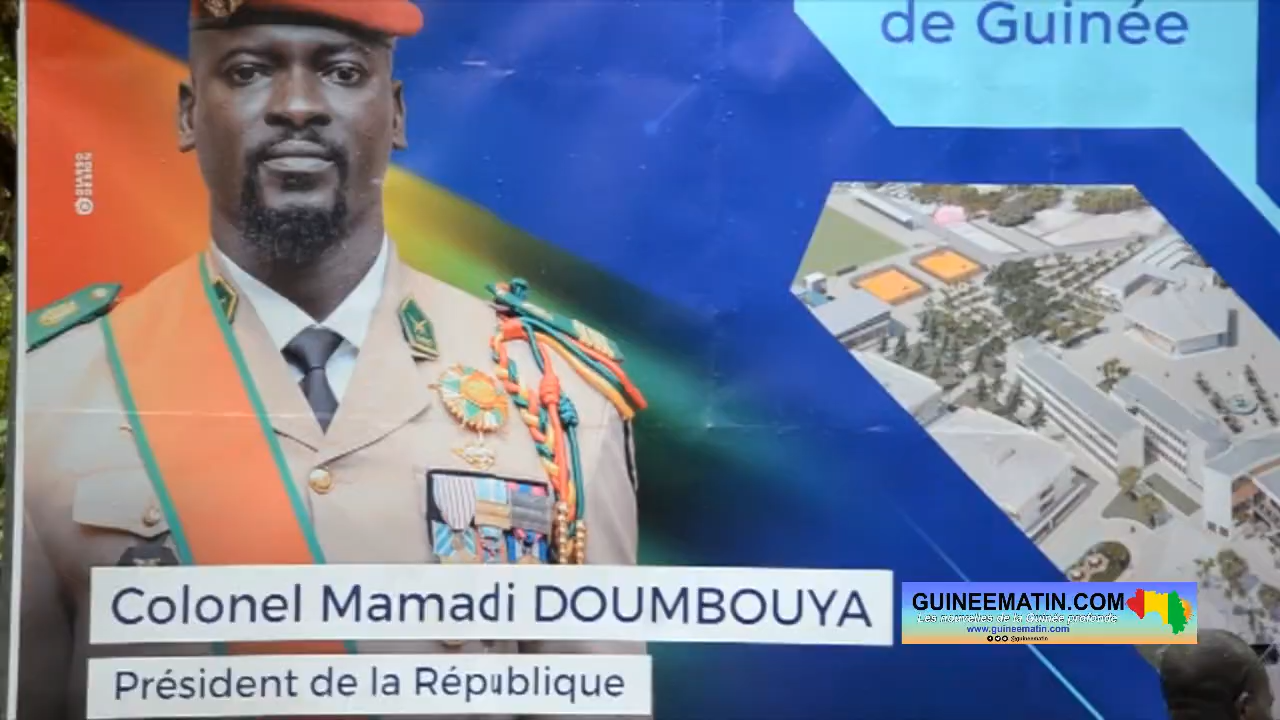 de Guinée
Colonel Mamadi DOUMBOUYA
Président de la République
GUINEEMATIN.COM
Les nouvelles de la Guinée profonde
www.guineematin.com
@guineematin